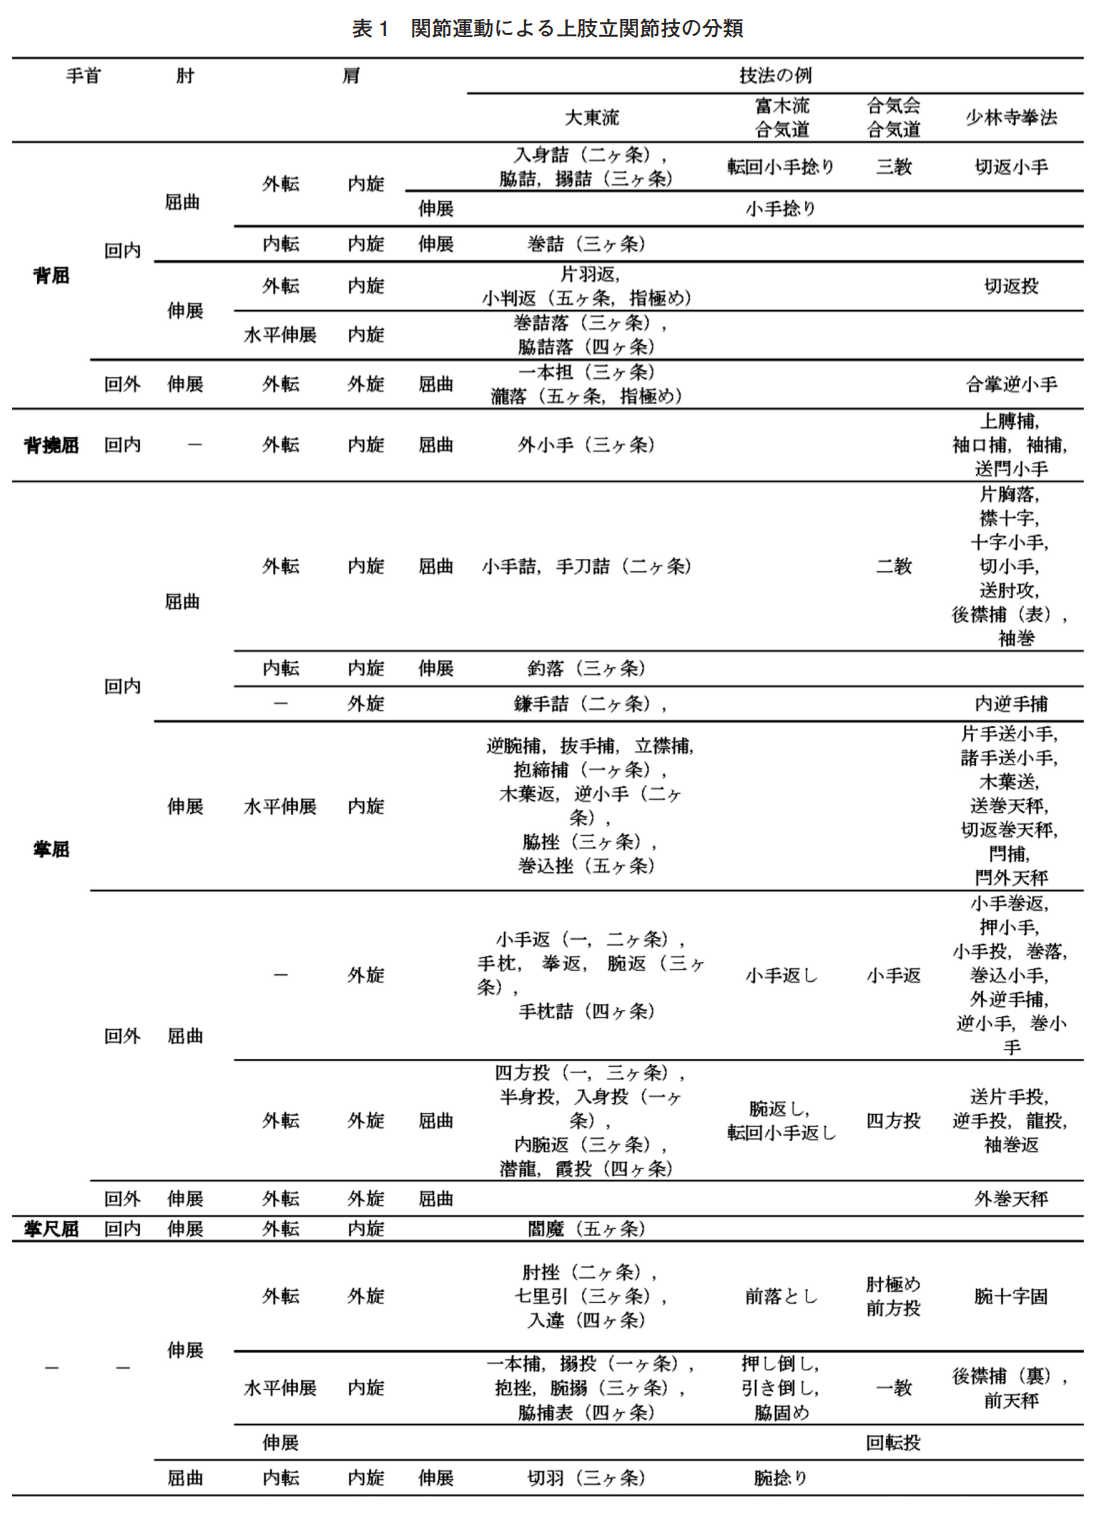 表 1　関節運動による上肢立関節技の分類
手首　肘　肩　技法の例
大東流　富木流　合気会　少林寺拳法
合気道　合気道
背屈　回内　屈曲　外転　内旋　入身詰（二ヶ条），　転回小手捻り　三教　切返小手
脇詰，搦詰（三ヶ条）
伸展　小手捻り
内転　内旋　伸展　巻詰（三ヶ条）
伸展　外転　内旋　片羽返，　切返投
小判返（五ヶ条，指極め）
水平伸展　内旋　巻詰落（三ヶ条），
脇詰落（四ヶ条）
回外　伸展　外転　外旋　屈曲　一本担（三ヶ条）　合掌逆小手
瀧落（五ヶ条，指極め）
背撓屈　回内　－　外転　内旋　屈曲　外小手（三ヶ条）　上膊捕，
袖口捕，袖捕，
送閂小手
掌屈　回内　屈曲　外転　内旋　屈曲　小手詰，手刀詰（二ヶ条）　二教　片胸落，
襟十字，
十字小手，
切小手，
送肘攻，
後襟捕（表），
袖巻
内転　内旋　伸展　釣落（三ヶ条）
－　外旋　鎌手詰（二ヶ条），　内逆手捕
伸展　水平伸展　内旋　逆腕捕，抜手捕，立襟捕，　片手送小手，
抱締捕（一ヶ条），　諸手送小手，
木葉返，逆小手（二ヶ　木葉送，
条），　送巻天秤，
脇挫（三ヶ条），　切返巻天秤，
巻込挫（五ヶ条）　閂捕，
閂外天秤
回外　屈曲　－　外旋　小手返（一，二ヶ条），　小手返し　小手返　小手巻返，
手枕，拳返，腕返（三ヶ　押小手，
条），　小手投，巻落，
手枕詰（四ヶ条）　巻込小手，
外逆手捕，
逆小手，巻小
手
外転　外旋　屈曲　四方投（一，三ヶ条），　腕返し，　四方投　送片手投，
半身投，入身投（一ヶ　転回小手返し　逆手投，龍投，
条），　袖巻返
内腕返（三ヶ条），
潜龍，霞投（四ヶ条）
回外　伸展　外転　外旋　屈曲　外巻天秤
掌尺屈　回内　伸展　外転　内旋　閻魔（五ヶ条）
－　－　伸展　外転　外旋　肘挫（二ヶ条），　前落とし　肘極め　腕十字固
七里引（三ヶ条），　前方投
入違（四ヶ条）
水平伸展　内旋　一本捕，搦投（一ヶ条），　押し倒し，　一教　後襟捕（裏），
抱挫，腕搦（三ヶ条），　引き倒し，　前天秤
脇捕表（四ヶ条）　脇固め
伸展　回転投
屈曲　内転　内旋　伸展　切羽（三ヶ条）　腕捻り